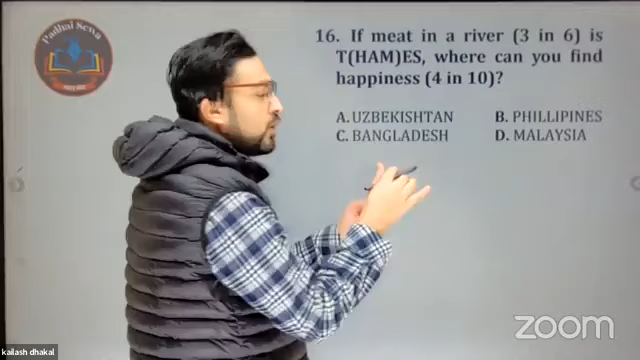 Padhai Sewa
16. If meat in a river (3 in 6) is
T(HAM)ES, where can you find
happiness (4 in 10)?
A. UZBEKISHTAN B. PHILLIPINES
C. BANGLADESH D. MALAYSIA
zoom
kailash dhakal